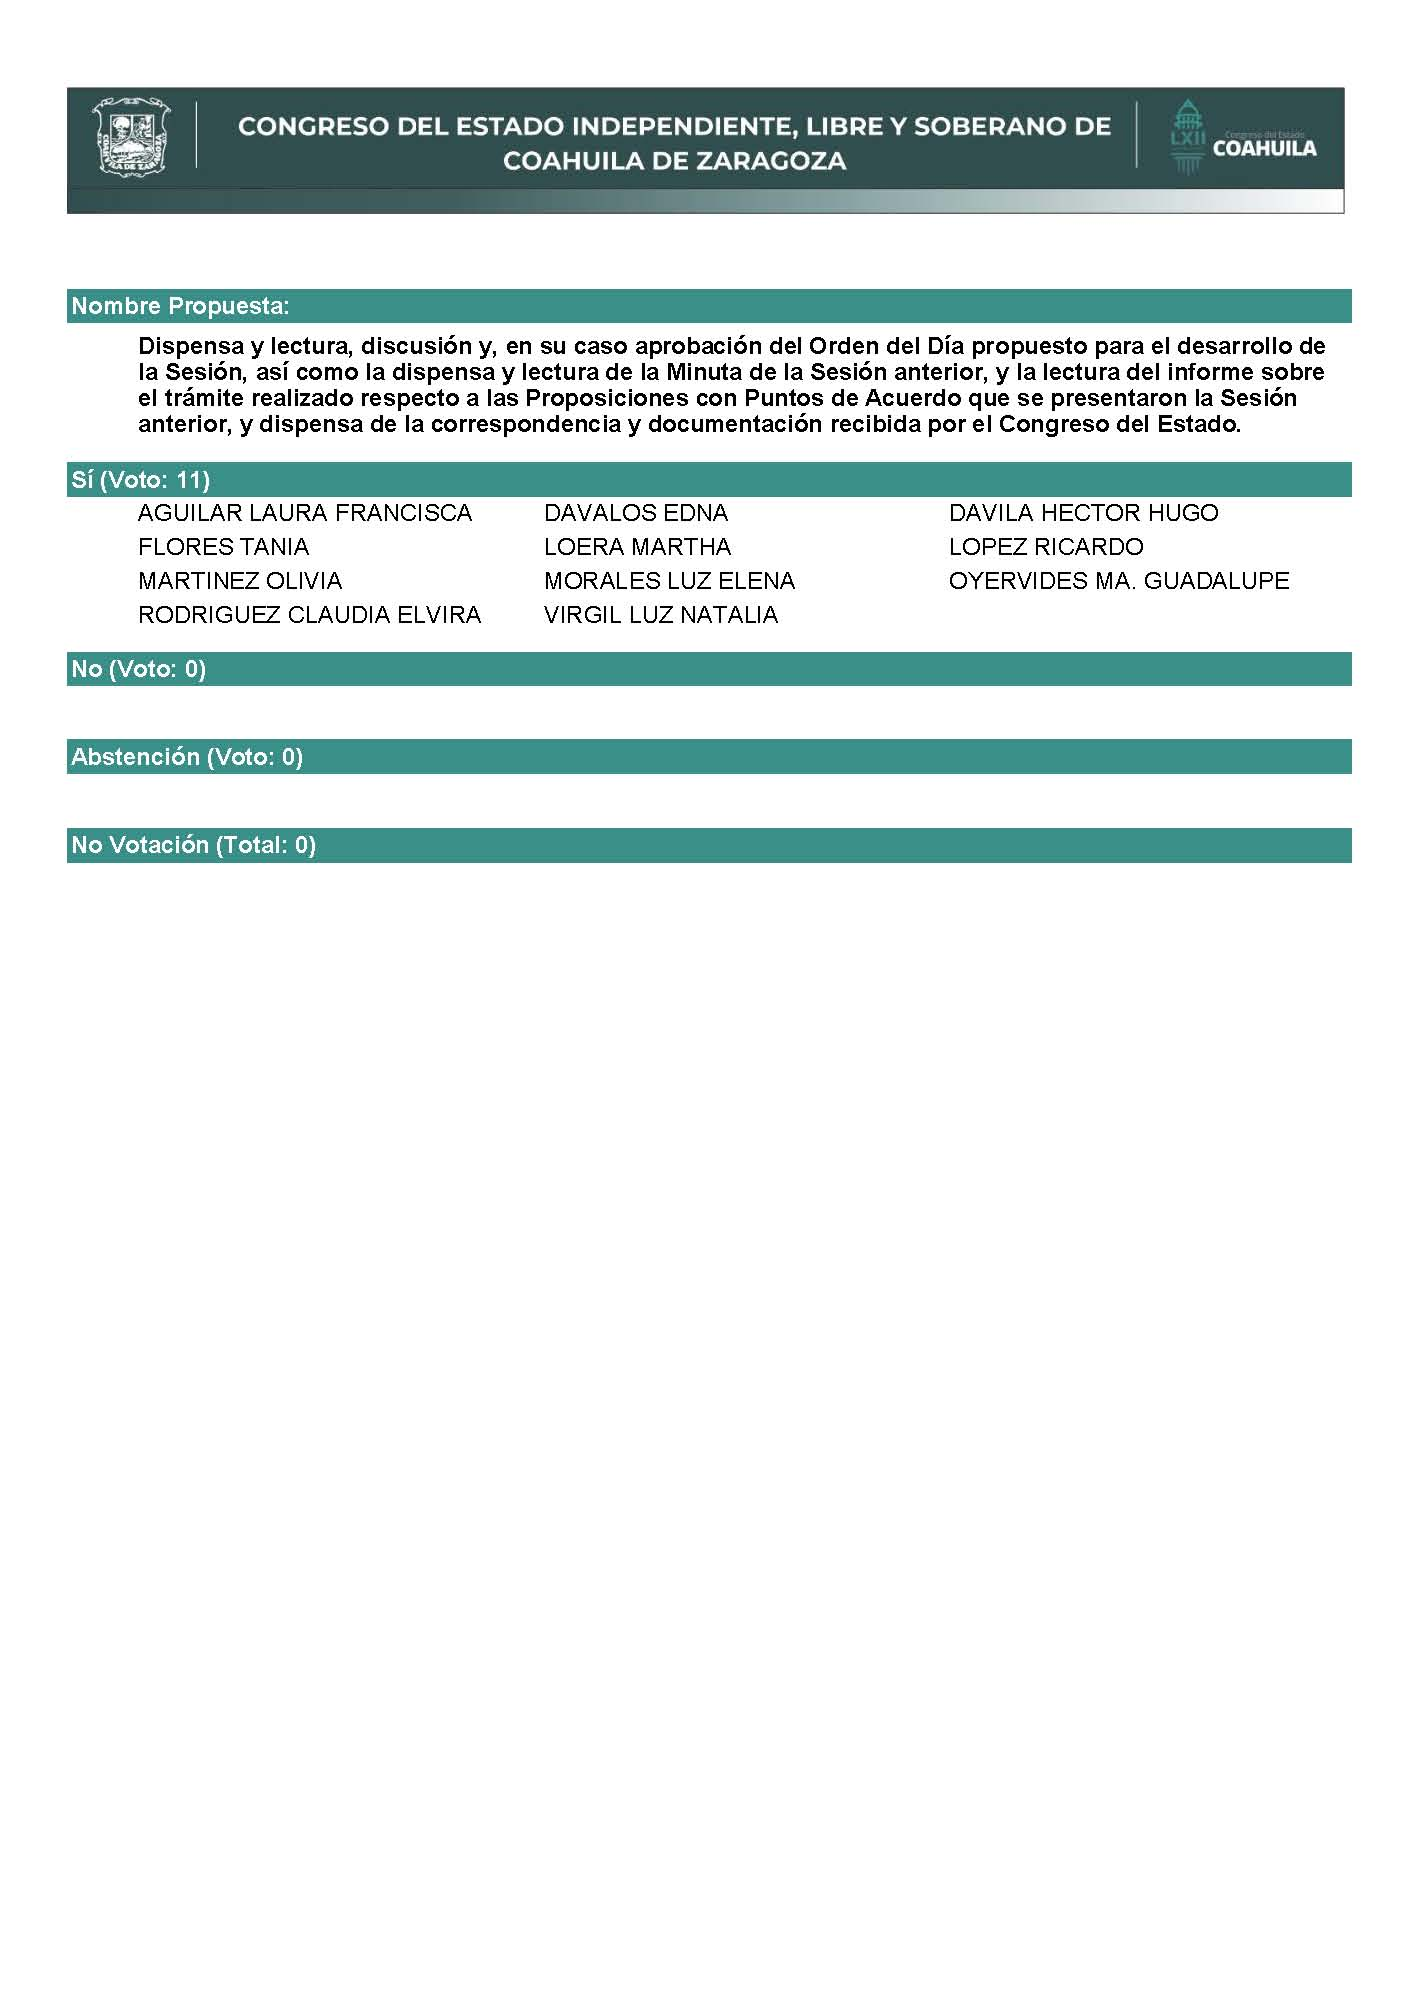 COAHUILA DE ZARAGOZA
CONGRESO DEL ESTADO INDEPENDIENTE, LIBRE Y SOBERANO DE
COAHUILA DE ZARAGOZA
LXII
Congreso del Estado
COAHUILA
Nombre Propuesta:
Dispensa y lectura, discusión y, en su caso aprobación del Orden del Día propuesto para el desarrollo de
la Sesión, así como la dispensa y lectura de la Minuta de la Sesión anterior, y la lectura del informe sobre
el trámite realizado respecto a las Proposiciones con Puntos de Acuerdo que se presentaron la Sesión
anterior, y dispensa de la correspondencia y documentación recibida por el Congreso del Estado.
Sí (Voto: 11)
AGUILAR LAURA FRANCISCA DAVALOS EDNA DAVILA HECTOR HUGO
FLORES TANIA LOERA MARTHA LOPEZ RICARDO
MARTINEZ OLIVIA MORALES LUZ ELENA OYERVIDES MA. GUADALUPE
RODRIGUEZ CLAUDIA ELVIRA VIRGIL LUZ NATALIA
No (Voto: 0)
Abstención (Voto: 0)
No Votación (Total: 0)